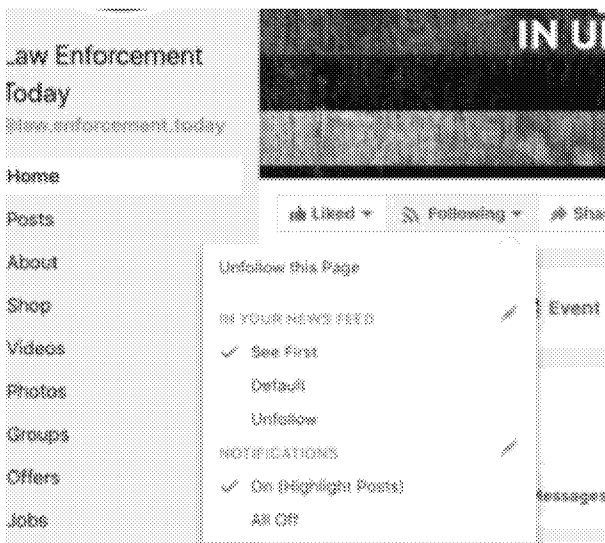 Law Enforcement
Today
@law.enforcement.today
Home
Posts
About
Shop
Videos
Photos
Groups
Offers
Jobs
IN U
Liked
Following
Sha
Unfollow this Page
IN YOUR NEWS FEED
See First
Default
Unfollow
NOTIFICATIONS
On (Highlight Posts)
All Off
Event
Messages